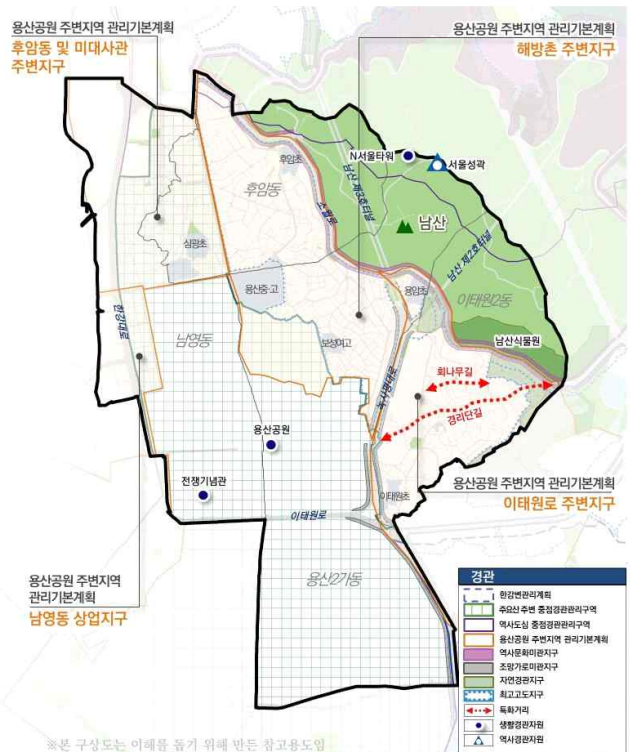 용산공원 주변지역 관리기본계획
후암동 및 미대사관
주변지구
용산공원 주변지역 관리기본계획
해방촌 주변지구
N서울타워
서울성곽
후암초
후암동
남산 제3호터널
소월로
남산
남산 제2호터널
삼광초
용산중·고
용암초
이태원2동
한강대로
남영동
보성여고
남산식물원
녹사평대로
회나무길
경리단길
용산공원
전쟁기념관
용산공원 주변지역 관리기본계획
이태원로 주변지구
이태원초
이태원로
용산2가동
용산공원 주변지역
관리기본계획
남영동 상업지구
경관
한강변관리계획
주요산 주변 중점경관관리구역
역사도심 중점경관관리구역
용산공원 주변지역 관리기본계획
역사문화미관지구
조망가로미관지구
자연경관지구
최고고도지구
특화거리
생활경관자원
역사경관자원
※본 구상도는 이해를 돕기 위해 만든 참고용도임